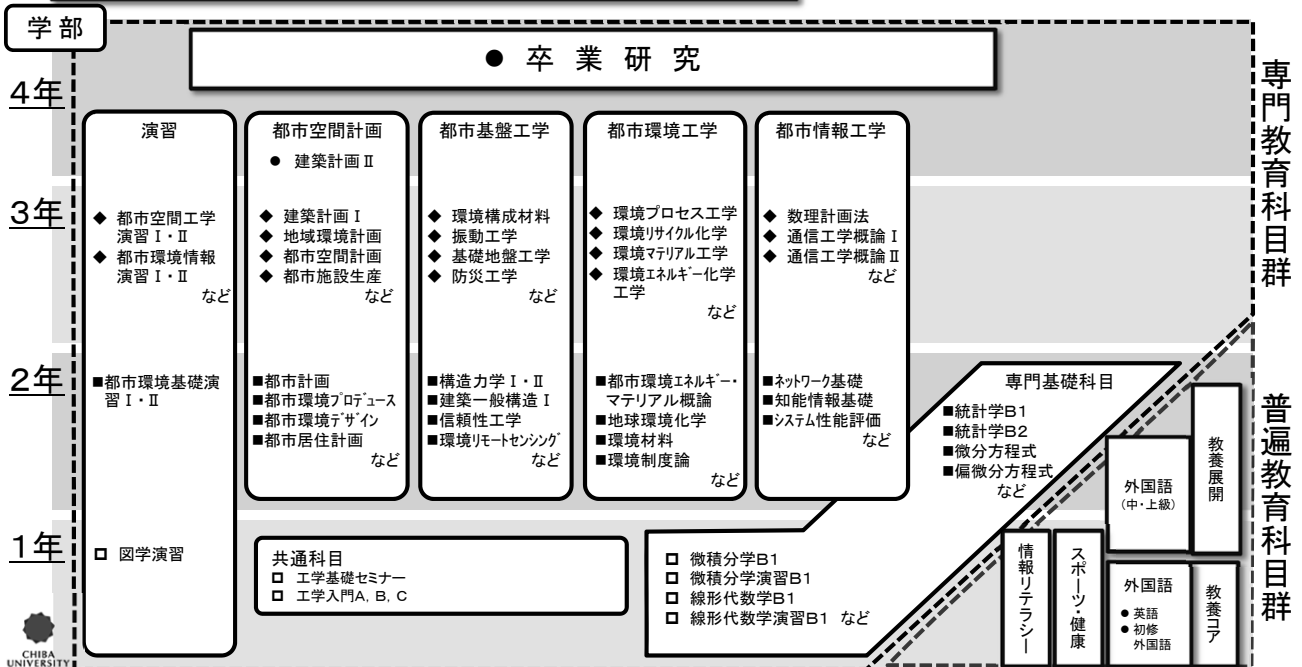 学部
● 卒業研究
4年
3年
2年
1年
専門教育科目群
普遍教育科目群
演習
◆ 都市空間工学
演習Ⅰ・Ⅱ
◆ 都市環境情報
演習Ⅰ・Ⅱ
など
■都市環境基礎演
習Ⅰ・Ⅱ
□ 図学演習
都市空間計画
● 建築計画Ⅱ
◆ 建築計画Ⅰ
◆ 地域環境計画
◆ 都市空間計画
◆ 都市施設生産
など
■都市計画
■都市環境プロデュース
■都市環境デザイン
■都市居住計画
など
都市基盤工学
◆ 環境構成材料
◆ 振動工学
◆ 基礎地盤工学
◆ 防災工学
など
■構造力学Ⅰ・Ⅱ
■建築一般構造Ⅰ
■信頼性工学
■環境リモートセンシング
など
都市環境工学
◆ 環境プロセス工学
◆ 環境リサイクル化学
◆ 環境マテリアル工学
◆ 環境エネルギー化学
工学
など
■都市環境エネルギー・
マテリアル概論
■地球環境化学
■環境材料
■環境制度論
など
都市情報工学
◆ 数理計画法
◆ 通信工学概論Ⅰ
◆ 通信工学概論Ⅱ
など
■ネットワーク基礎
■知能情報基礎
■システム性能評価
など
専門基礎科目
■統計学B1
■統計学B2
■微分方程式
■偏微分方程式
など
□ 微積分学B1
□ 微積分学演習B1
□ 線形代数学B1
□ 線形代数学演習B1 など
共通科目
□ 工学基礎セミナー
□ 工学入門A, B, C
情報リテラシー
スポーツ・健康
外国語
(中・上級)
教養展開
外国語
● 英語
● 初修
外国語
教養コア
CHIBA
UNIVERSITY